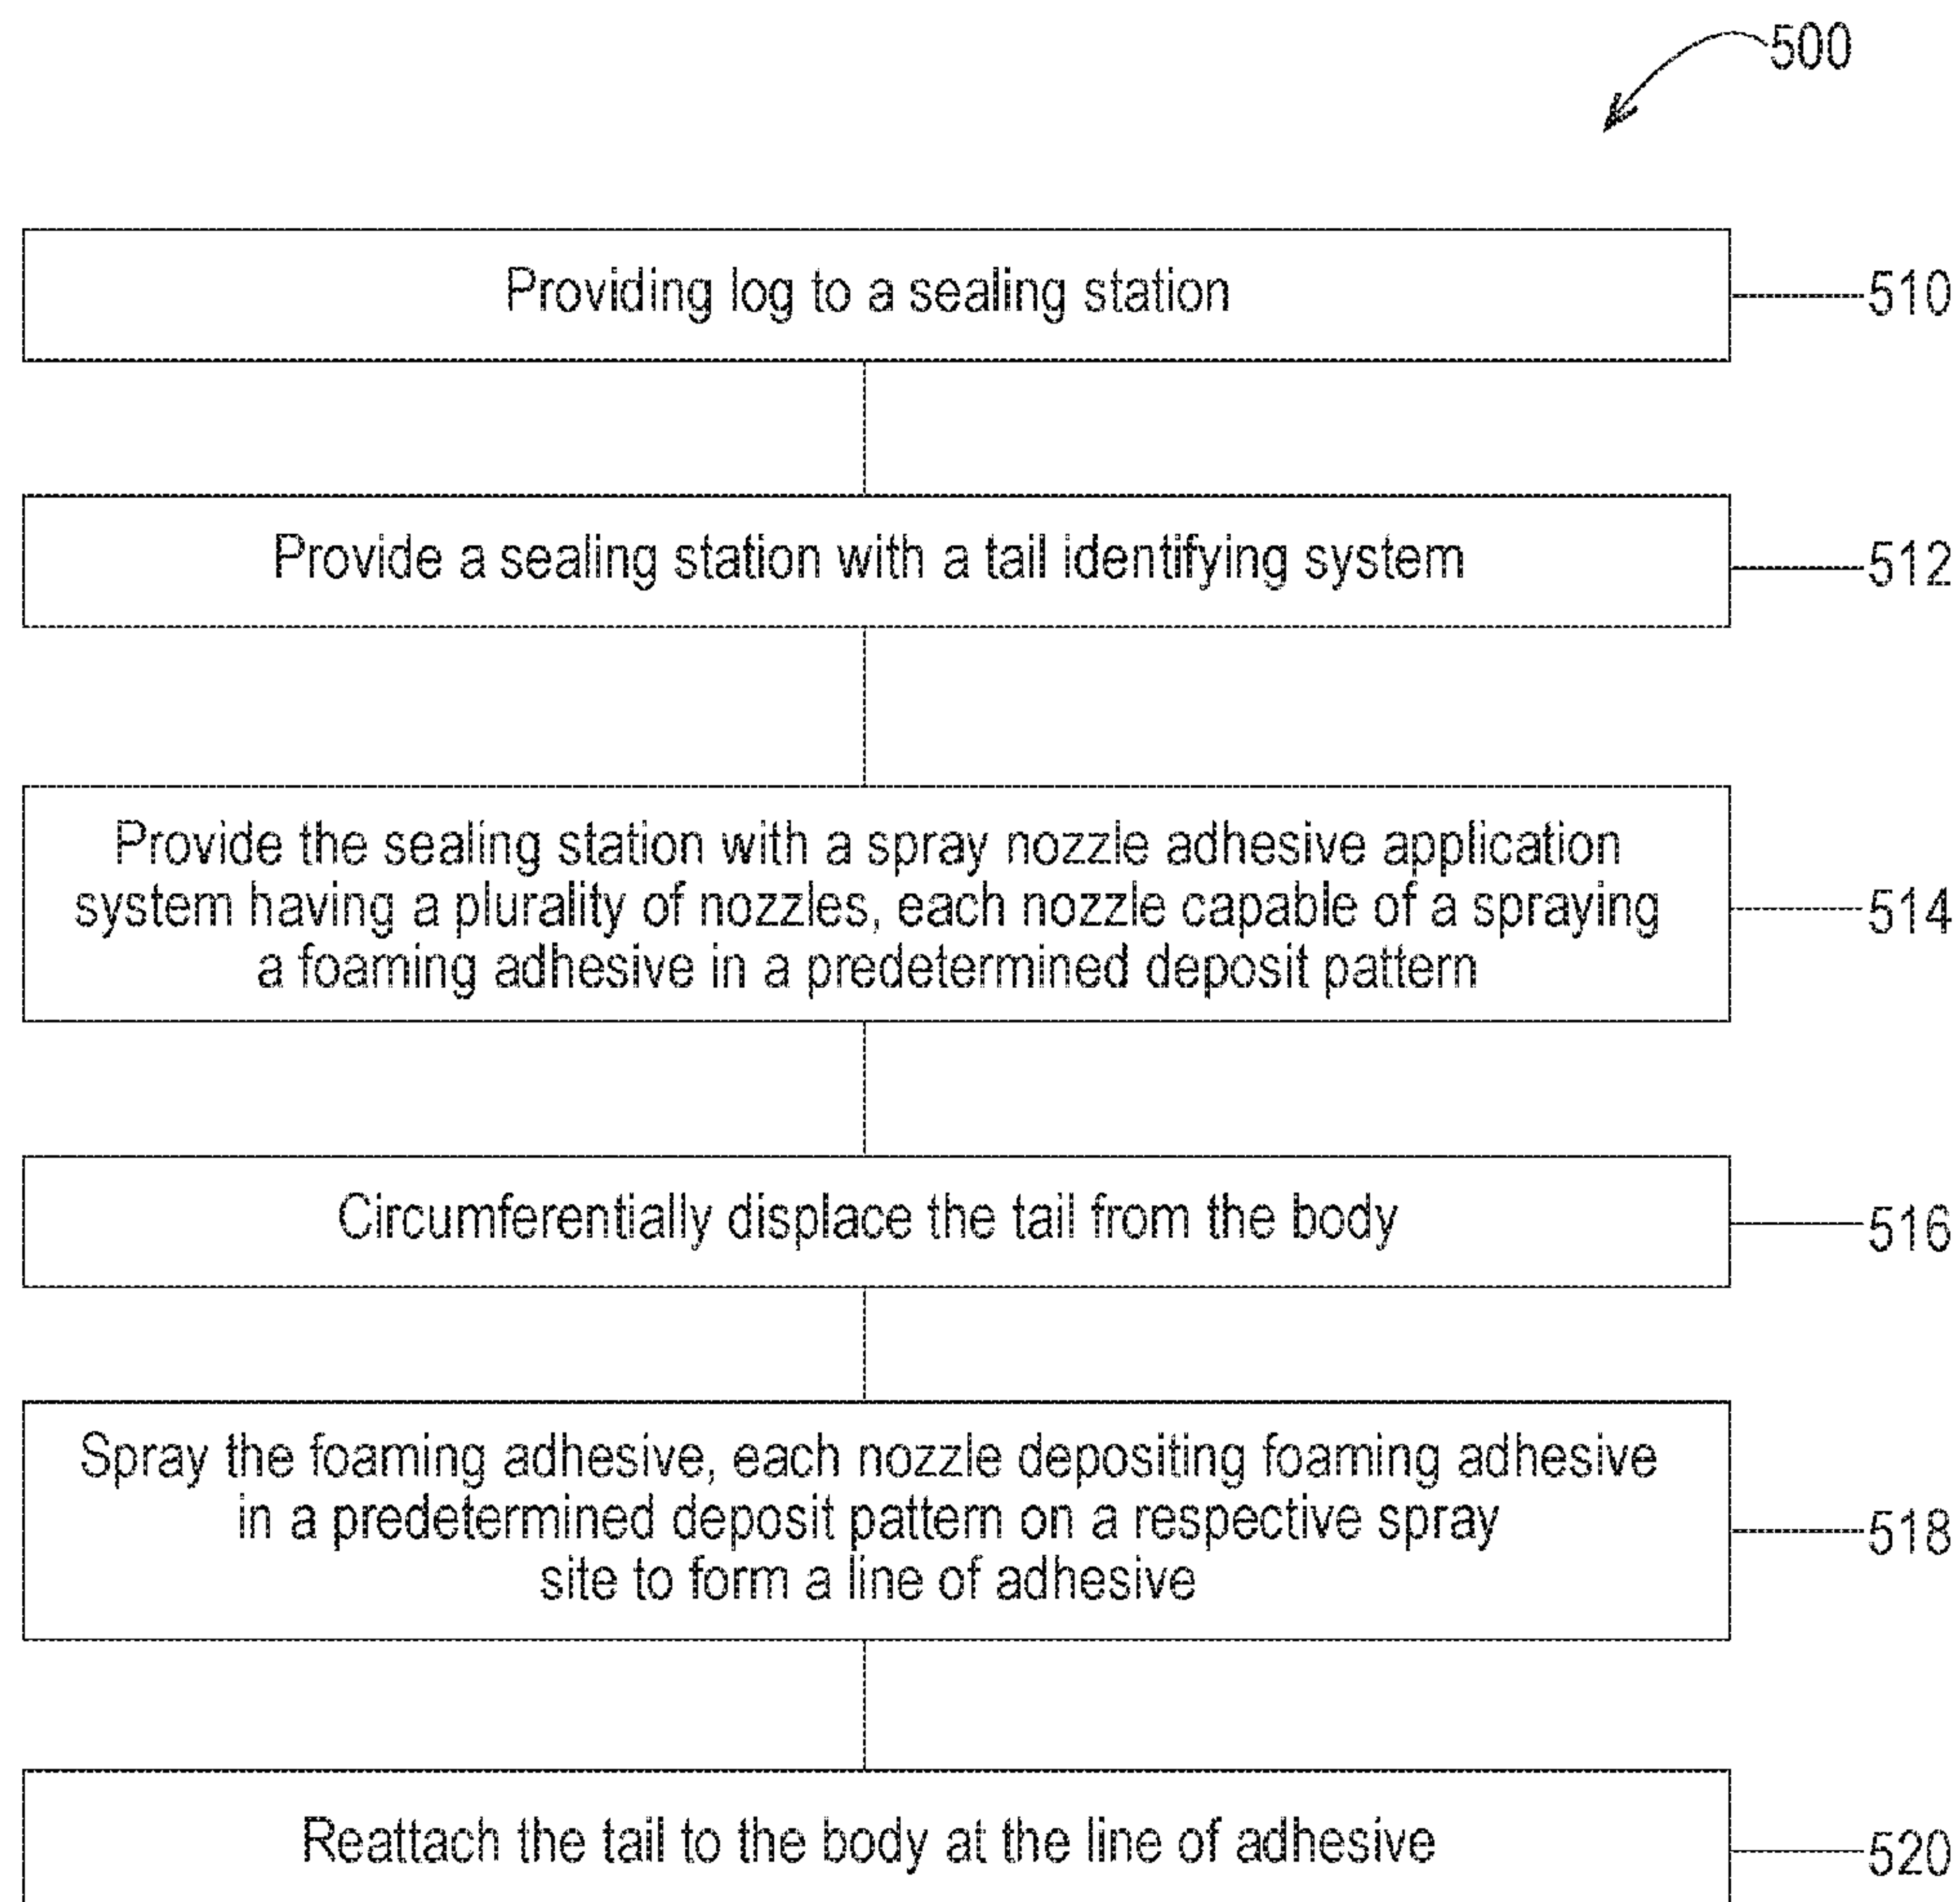 500
Providing log to a sealing station
510
Provide a sealing station with a tail identifying system
512
Provide the sealing station with a spray nozzle adhesive application
system having a plurality of nozzles, each nozzle capable of a spraying
a foaming adhesive in a predetermined deposit pattern
514
Circumferentially displace the tail from the body
516
Spray the foaming adhesive, each nozzle depositing foaming adhesive
in a predetermined deposit pattern on a respective spray
site to form a line of adhesive
518
Reattach the tail to the body at the line of adhesive
520